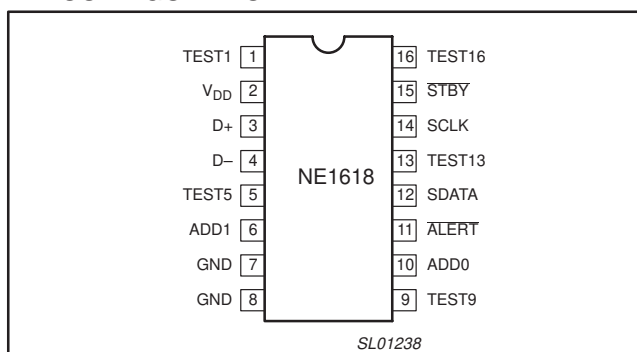 TEST1 1 16 TEST16
VDD 2 15 STBY
D+ 3 14 SCLK
D– 4 13 TEST13
NE1618
TEST5 5 12 SDATA
ADD1 6 11 ALERT
GND 7 10 ADD0
GND 8 9 TEST9
SL01238